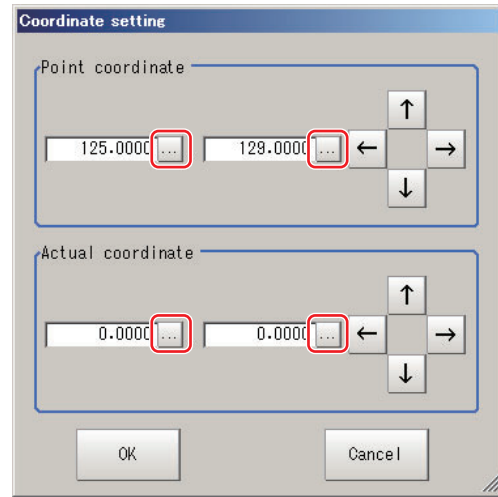 Coordinate setting
Point coordinate
125.0000 ... 129.0000 ... ← ↑ ↓ →
Actual coordinate
0.0000 ... 0.0000 ... ← ↑ ↓ →
OK Cancel